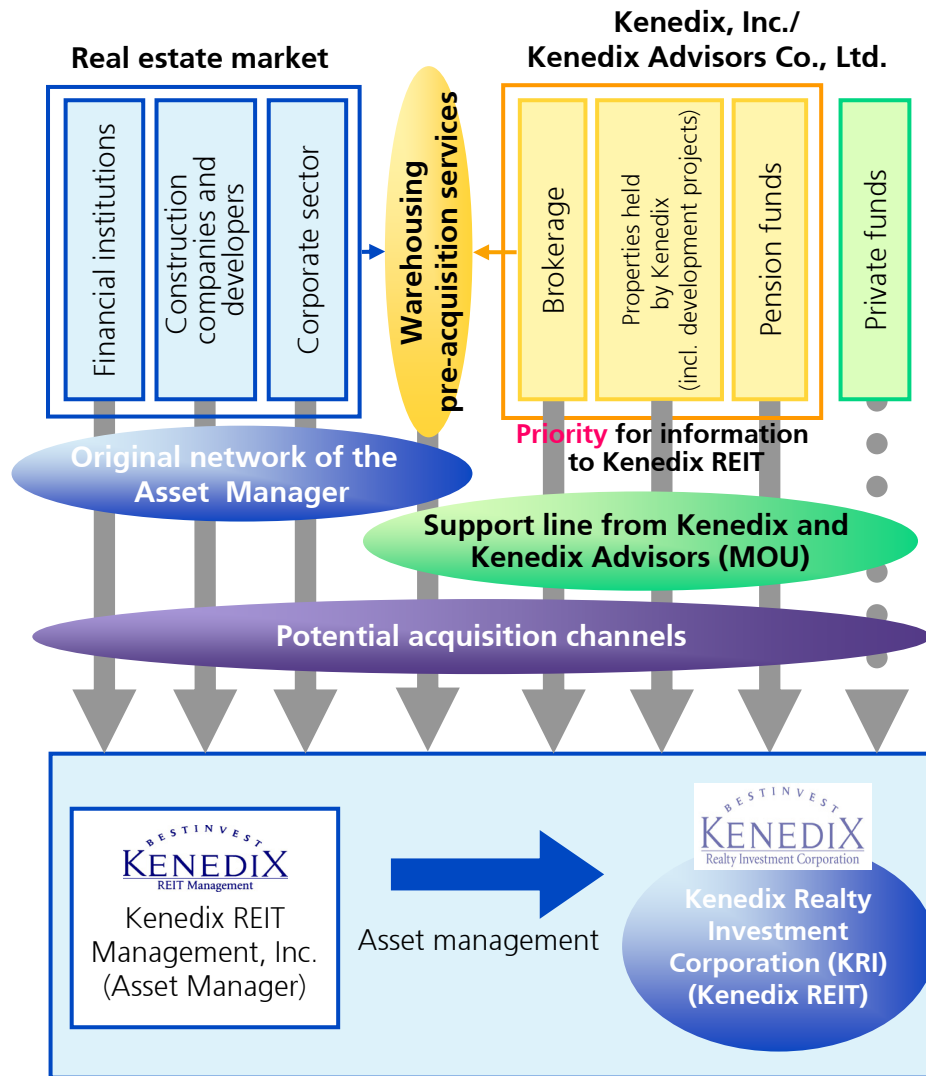 Real estate market
Kenedix, Inc./
Kenedix Advisors Co., Ltd.
Financial institutions
Construction
companies and
developers
Corporate sector
Warehousing
pre-acquisition services
Brokerage
Properties held
by Kenedix
(incl. development projects)
Pension funds
Private funds
Priority for information
to Kenedix REIT
Original network of the
Asset Manager
Support line from Kenedix and
Kenedix Advisors (MOU)
Potential acquisition channels
BESTINVEST
KENEDIX
REIT Management
Kenedix REIT
Management, Inc.
(Asset Manager)
Asset management
BESTINVEST
KENEDIX
Realty Investment Corporation
Kenedix Realty
Investment
Corporation (KRI)
(Kenedix REIT)